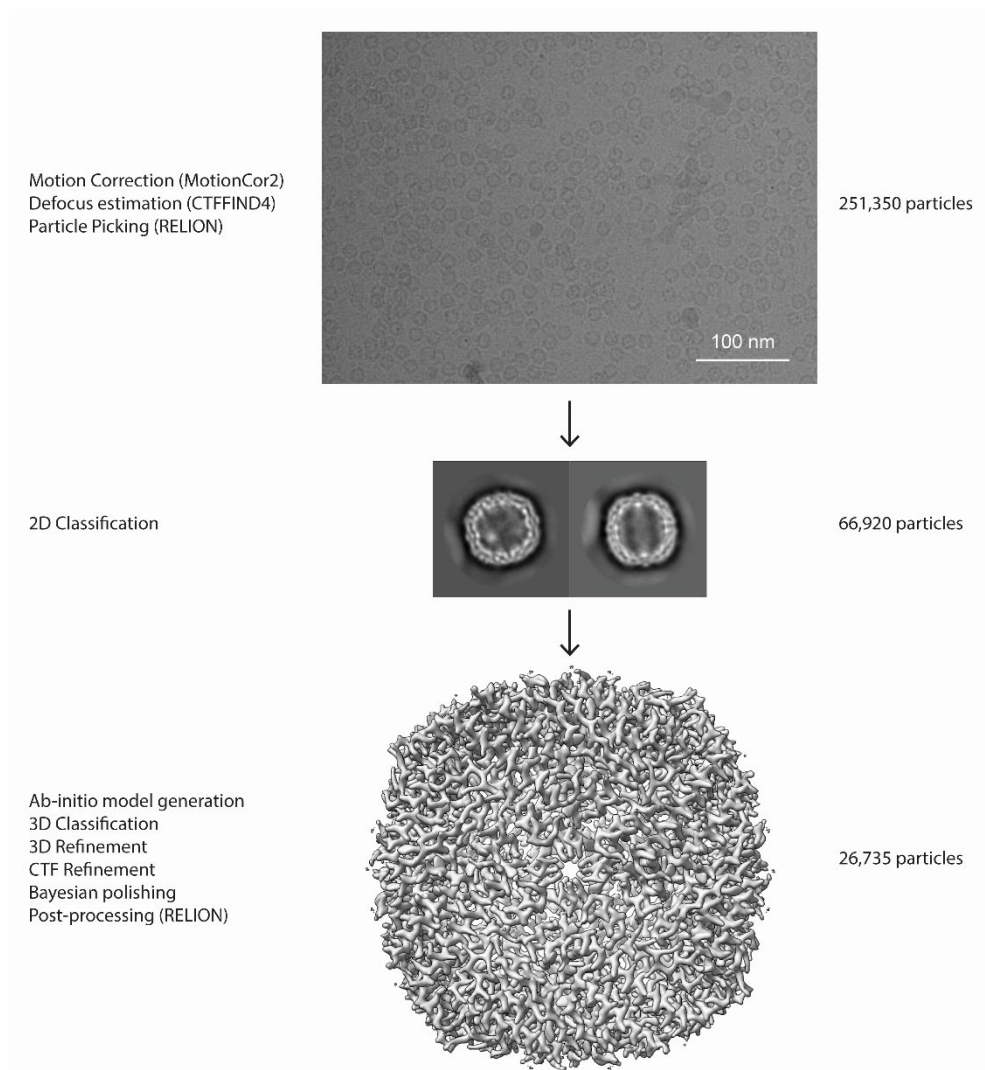 Motion Correction (MotionCor2)
Defocus estimation (CTFFIND4)
Particle Picking (RELION)
251,350 particles
100 nm
2D Classification
66,920 particles
Ab-initio model generation
3D Classification
3D Refinement
CTF Refinement
Bayesian polishing
Post-processing (RELION)
26,735 particles